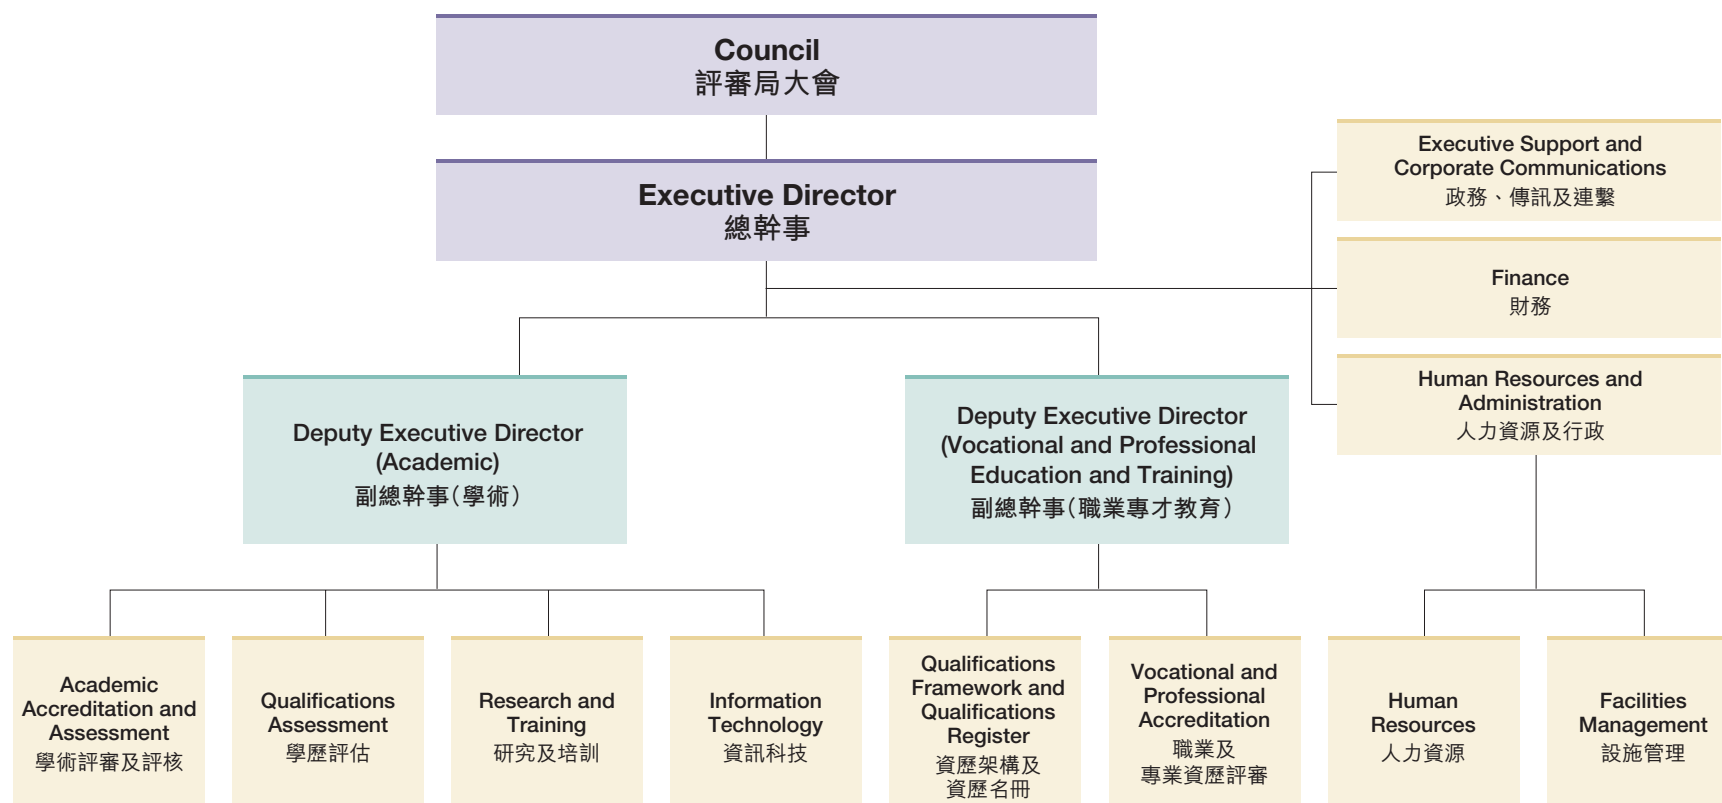 Council
評審局大會
Executive Director
總幹事
Executive Support and
Corporate Communications
政務、傳訊及連繫
Finance
財務
Human Resources and
Administration
人力資源及行政
Deputy Executive Director
(Academic)
副總幹事(學術)
Deputy Executive Director
(Vocational and Professional
Education and Training)
副總幹事(職業專才教育)
Academic
Accreditation and
Assessment
學術評審及評核
Qualifications
Assessment
學歷評估
Research and
Training
研究及培訓
Information
Technology
資訊科技
Qualifications
Framework and
Qualifications
Register
資歷架構及
資歷名冊
Vocational and
Professional
Accreditation
職業及
專業資歷評審
Human
Resources
人力資源
Facilities
Management
設施管理